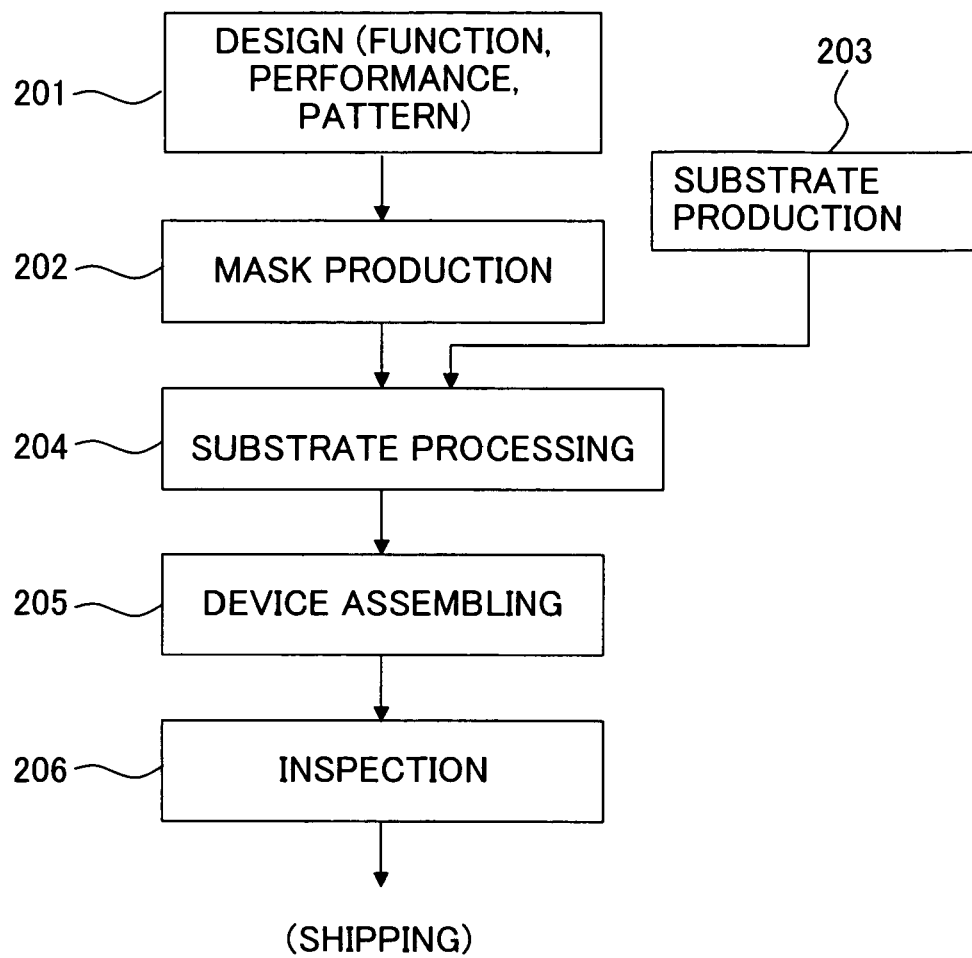 DESIGN (FUNCTION,
PERFORMANCE,
PATTERN)
201
203
SUBSTRATE
PRODUCTION
202
MASK PRODUCTION
204
SUBSTRATE PROCESSING
205
DEVICE ASSEMBLING
206
INSPECTION
(SHIPPING)